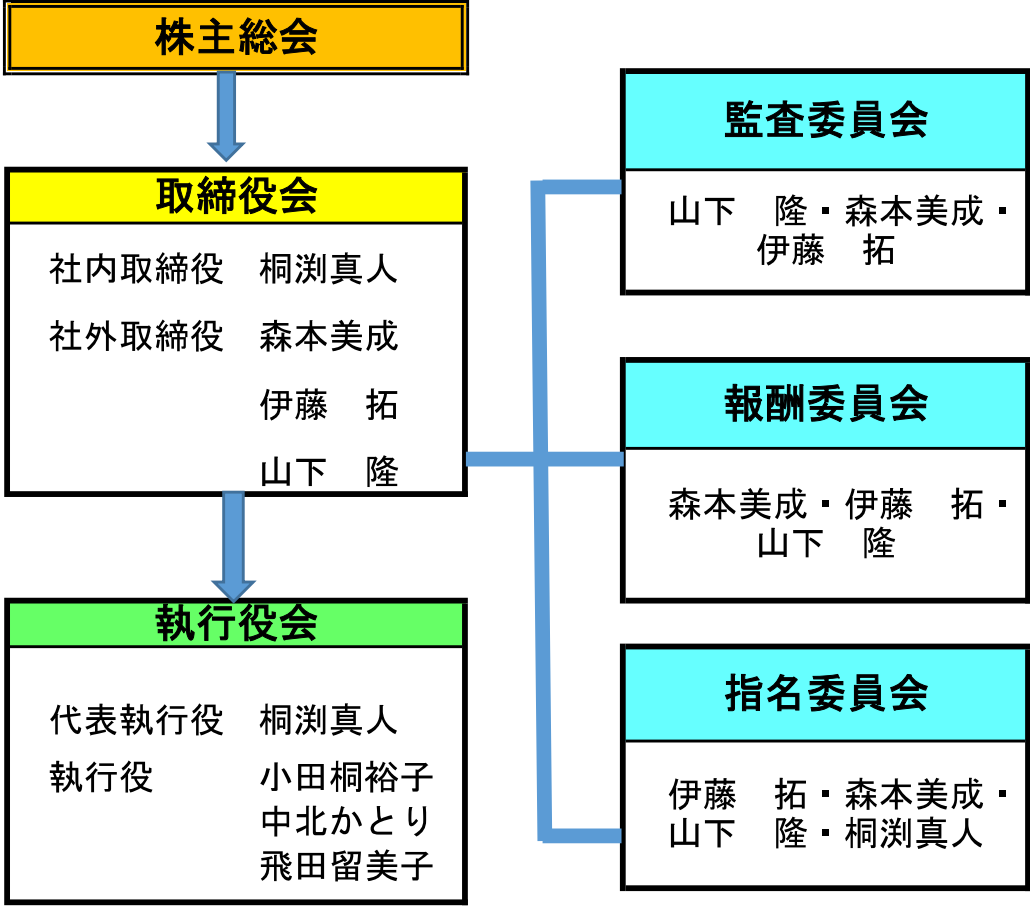 株主総会
取締役会
社内取締役　桐渕真人
社外取締役　森本美成
伊藤　拓
山下　隆
執行役会
代表執行役　桐渕真人
執行役　小田桐裕子
中北かとり
飛田留美子
監査委員会
山下　隆・森本美成・
伊藤　拓
報酬委員会
森本美成・伊藤　拓・
山下　隆
指名委員会
伊藤　拓・森本美成・
山下　隆・桐渕真人